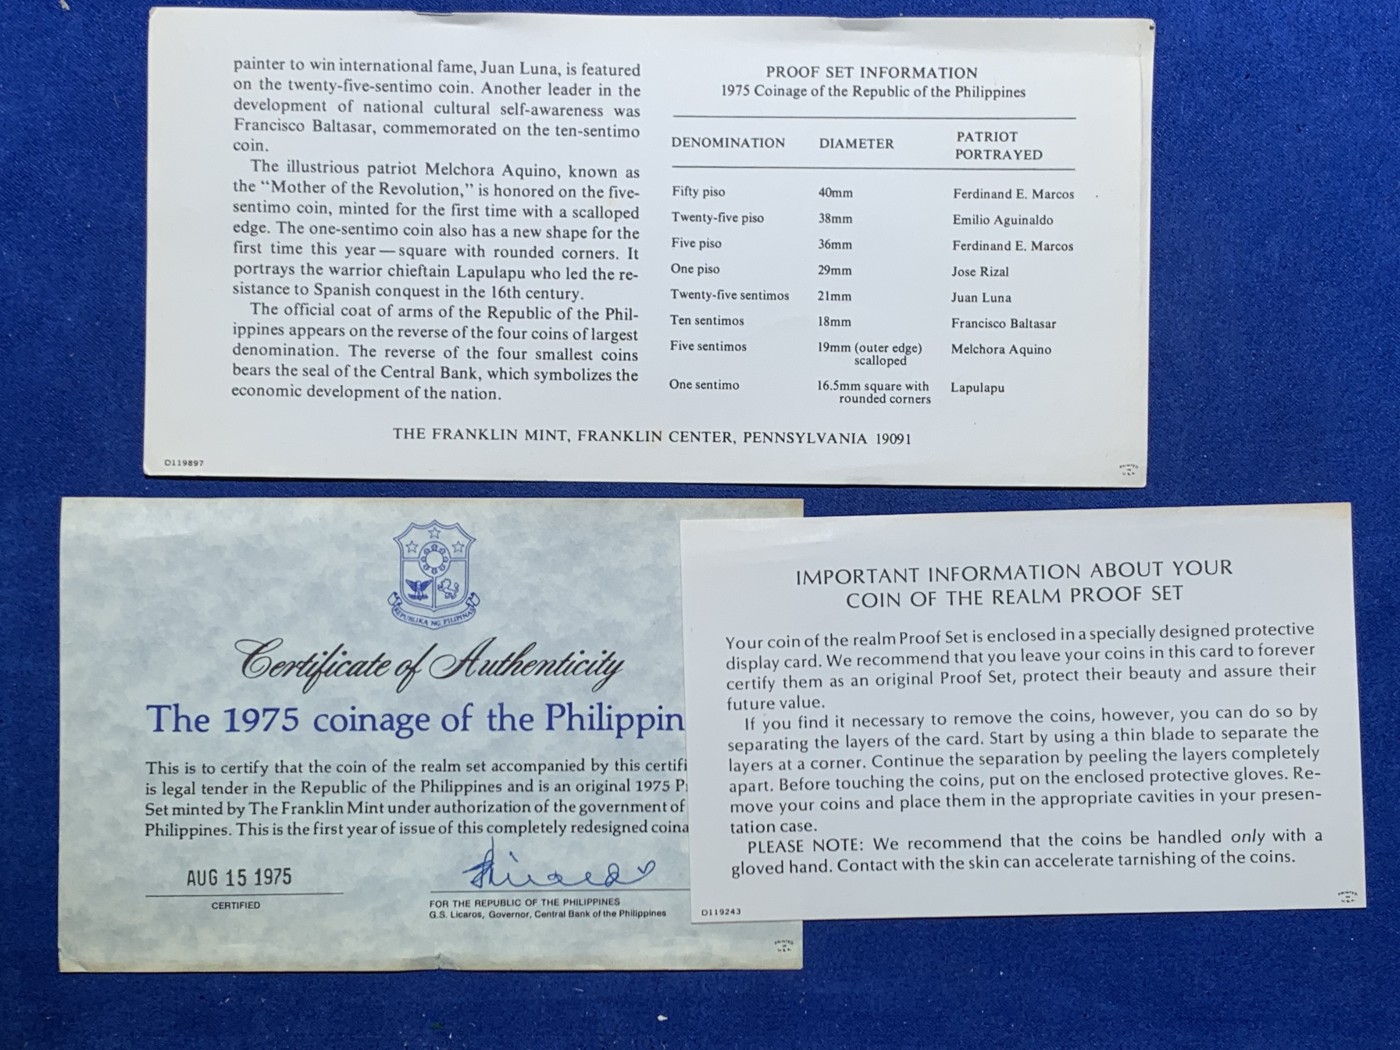 painter to win international fame, Juan Luna, is featured
on the twenty-five-sentimo coin. Another leader in the
development of national cultural self-awareness was
Francisco Baltasar, commemorated on the ten-sentimo
coin.
The illustrious patriot Melchora Aquino, known as
the “Mother of the Revolution,” is honored on the five-
sentimo coin, minted for the first time with a scalloped
edge. The one-sentimo coin also has a new shape for the
first time this year — square with rounded corners. It
portrays the warrior chieftain Lapulapu who led the re-
sistance to Spanish conquest in the 16th century.
The official coat of arms of the Republic of the Phil-
ippines appears on the reverse of the four coins of largest
denomination. The reverse of the four smallest coins
bears the seal of the Central Bank, which symbolizes the
economic development of the nation.
PROOF SET INFORMATION
1975 Coinage of the Republic of the Philippines
DENOMINATION DIAMETER PATRIOT
PORTRAYED
Fifty piso 40mm Ferdinand E. Marcos
Twenty-five piso 38mm Emilio Aguinaldo
Five piso 36mm Ferdinand E. Marcos
One piso 29mm Jose Rizal
Twenty-five sentimos 21mm Juan Luna
Ten sentimos 18mm Francisco Baltasar
Five sentimos 19mm (outer edge) Melchora Aquino
scalloped
One sentimo 16.5mm square with Lapulapu
rounded corners
THE FRANKLIN MINT, FRANKLIN CENTER, PENNSYLVANIA 19091
D119897
REPUBLIKA NG PILIPINAS
Certificate of Authenticity
The 1975 coinage of the Philippin
This is to certify that the coin of the realm set accompanied by this certifi
is legal tender in the Republic of the Philippines and is an original 1975 P
Set minted by The Franklin Mint under authorization of the government of
Philippines. This is the first year of issue of this completely redesigned coina
AUG 15 1975
CERTIFIED
FOR THE REPUBLIC OF THE PHILIPPINES
G.S. Licaros, Governor, Central Bank of the Philippines
IMPORTANT INFORMATION ABOUT YOUR
COIN OF THE REALM PROOF SET
Your coin of the realm Proof Set is enclosed in a specially designed protective
display card. We recommend that you leave your coins in this card to forever
certify them as an original Proof Set, protect their beauty and assure their
future value.
If you find it necessary to remove the coins, however, you can do so by
separating the layers of the card. Start by using a thin blade to separate the
layers at a corner. Continue the separation by peeling the layers completely
apart. Before touching the coins, put on the enclosed protective gloves. Re-
move your coins and place them in the appropriate cavities in your presen-
tation case.
PLEASE NOTE: We recommend that the coins be handled only with a
gloved hand. Contact with the skin can accelerate tarnishing of the coins.
D119243